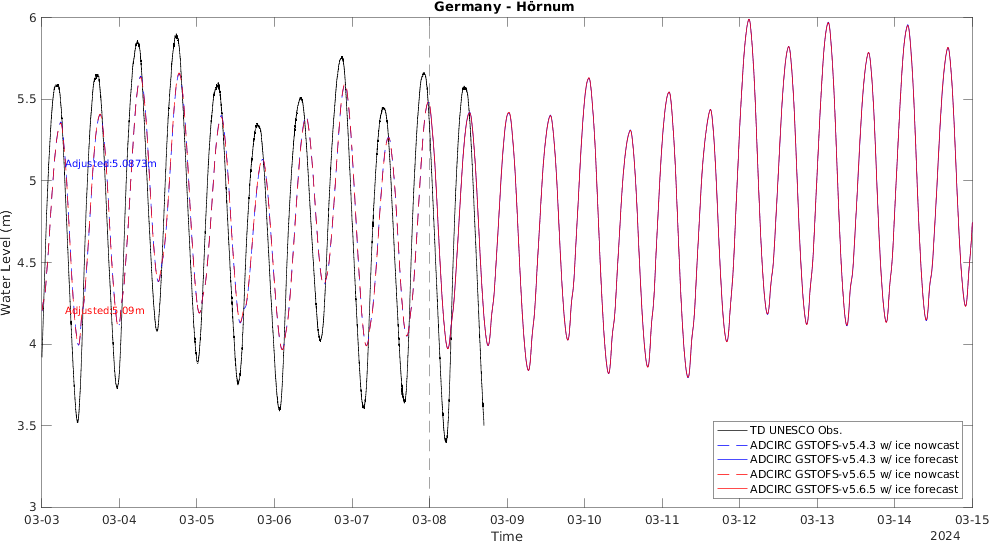 Germany - Hörnum
6
5.5
5
4.5
4
3.5
3
Water Level (m)
Adjusted:5.0873m
Adjusted:5.09m
TD UNESCO Obs.
ADCIRC GSTOFS-v5.4.3 w/ ice nowcast
ADCIRC GSTOFS-v5.4.3 w/ ice forecast
ADCIRC GSTOFS-v5.6.5 w/ ice nowcast
ADCIRC GSTOFS-v5.6.5 w/ ice forecast
03-03 03-04 03-05 03-06 03-07 03-08 03-09 03-10 03-11 03-12 03-13 03-14 03-15
Time
2024